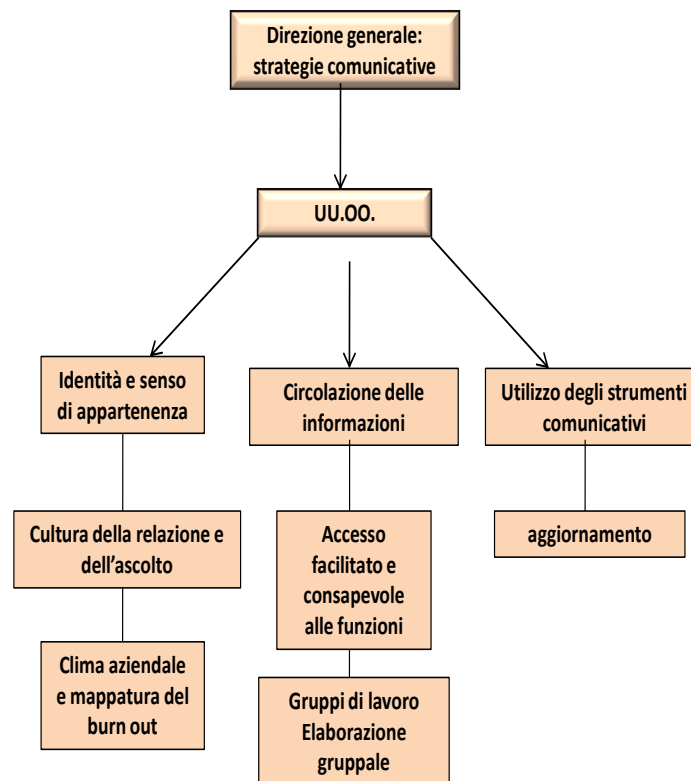 Direzione generale:
strategie comunicative
UU.OO.
Identità e senso
di appartenenza
Circolazione delle
informazioni
Utilizzo degli strumenti
comunicativi
Cultura della relazione e
dell'ascolto
Accesso
facilitato e
consapevole
alle funzioni
aggiornamento
Clima aziendale
e mappatura del
burn out
Gruppi di lavoro
Elaborazione
gruppale